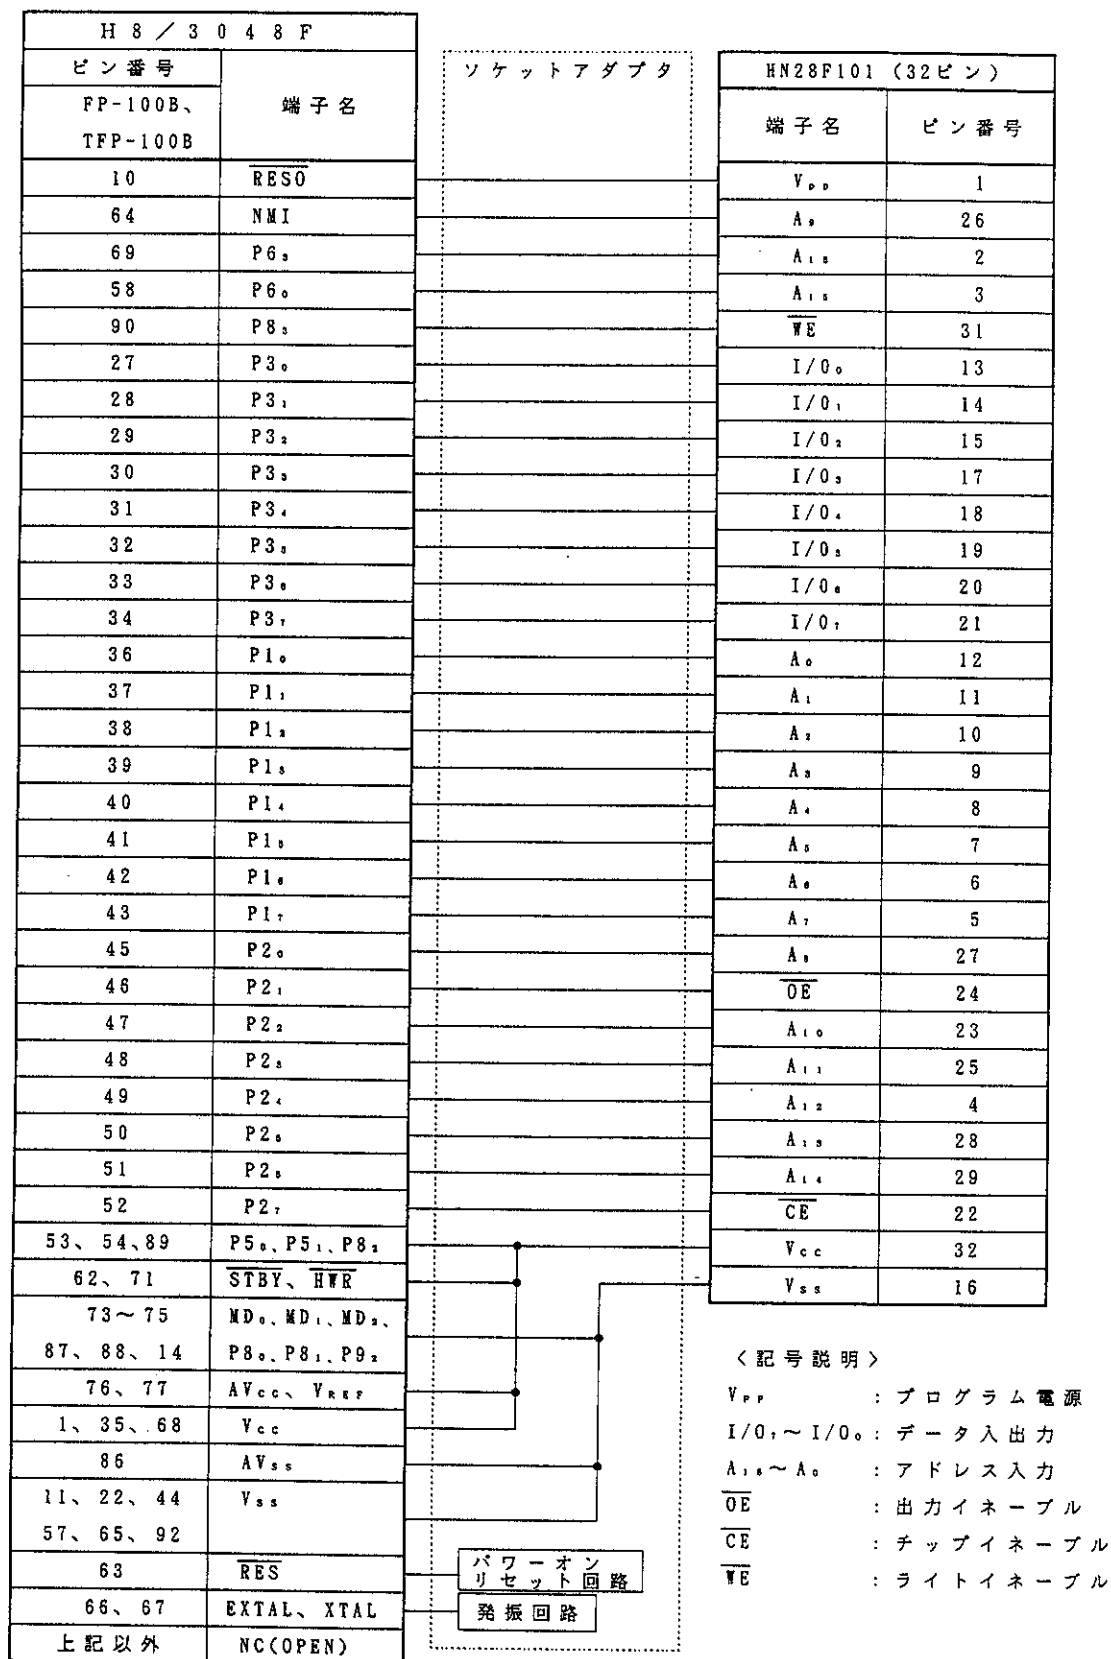 H8/3048F
ピン番号
FP-100B、
TFP-100B
端子名
10 RESO
64 NMI
69 P6₃
58 P6₀
90 P8₃
27 P3₀
28 P3₁
29 P3₂
30 P3₃
31 P3₄
32 P3₅
33 P3₆
34 P3₇
36 P1₀
37 P1₁
38 P1₂
39 P1₃
40 P1₄
41 P1₅
42 P1₆
43 P1₇
45 P2₀
46 P2₁
47 P2₂
48 P2₃
49 P2₄
50 P2₅
51 P2₆
52 P2₇
53、54、89 P5₀、P5₁、P8₂
62、71 STBY、HWR
73～75 MD₀、MD₁、MD₂、
87、88、14 P8₀、P8₁、P9₂
76、77 AVcc、VREF
1、35、68 Vcc
86 AVss
11、22、44 Vss
57、65、92
63 RES
66、67 EXTAL、XTAL
上記以外 NC(OPEN)
ソケットアダプタ
パワーオン
リセット回路
発振回路
HN28F101（32ピン）
端子名 ピン番号
VPP 1
A₉ 26
A₁₆ 2
A₁₅ 3
WE 31
I/O₀ 13
I/O₁ 14
I/O₂ 15
I/O₃ 17
I/O₄ 18
I/O₅ 19
I/O₆ 20
I/O₇ 21
A₀ 12
A₁ 11
A₂ 10
A₃ 9
A₄ 8
A₅ 7
A₆ 6
A₇ 5
A₈ 27
OE 24
A₁₀ 23
A₁₁ 25
A₁₂ 4
A₁₃ 28
A₁₄ 29
CE 22
Vcc 32
Vss 16
〈記号説明〉
VPP : プログラム電源
I/O₇～I/O₀ : データ入出力
A₁₆～A₀ : アドレス入力
OE : 出力イネーブル
CE : チップイネーブル
WE : ライトイネーブル